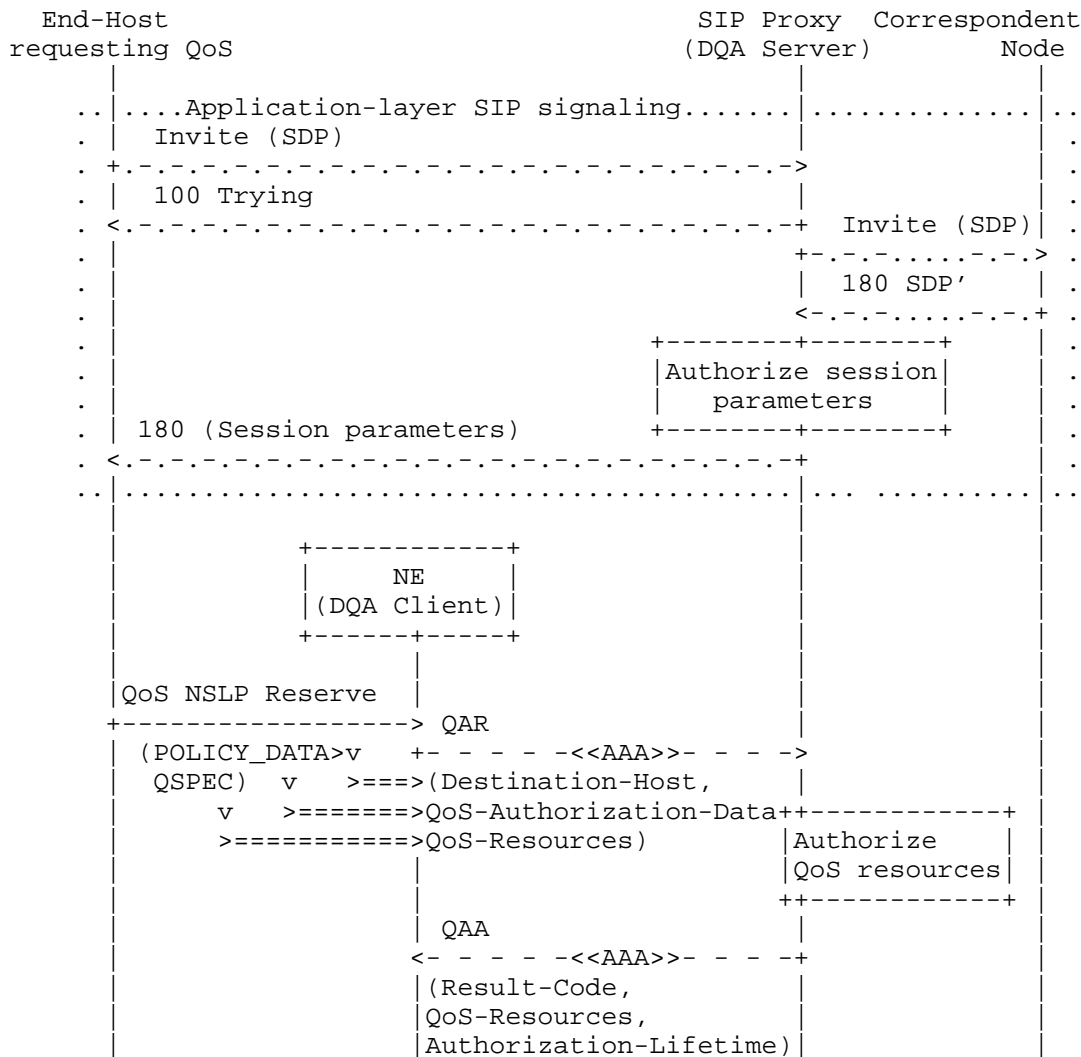 End-Host                                    SIP Proxy  Correspondent
requesting QoS                             (DQA Server)        Node
....Application-layer SIP signaling.......
Invite (SDP)
100 Trying
Invite (SDP)
180 SDP'
Authorize session
parameters
180 (Session parameters)
NE
(DQA Client)
QoS NSLP Reserve
QAR
(POLICY_DATA>v   +- - - - -<<AAA>>- - - ->
QSPEC)  v   >===>(Destination-Host,
v   >=======>QoS-Authorization-Data
>===========>QoS-Resources)         Authorize
QoS resources
QAA
<- - - - -<<AAA>>- - - -+
(Result-Code,
QoS-Resources,
Authorization-Lifetime)